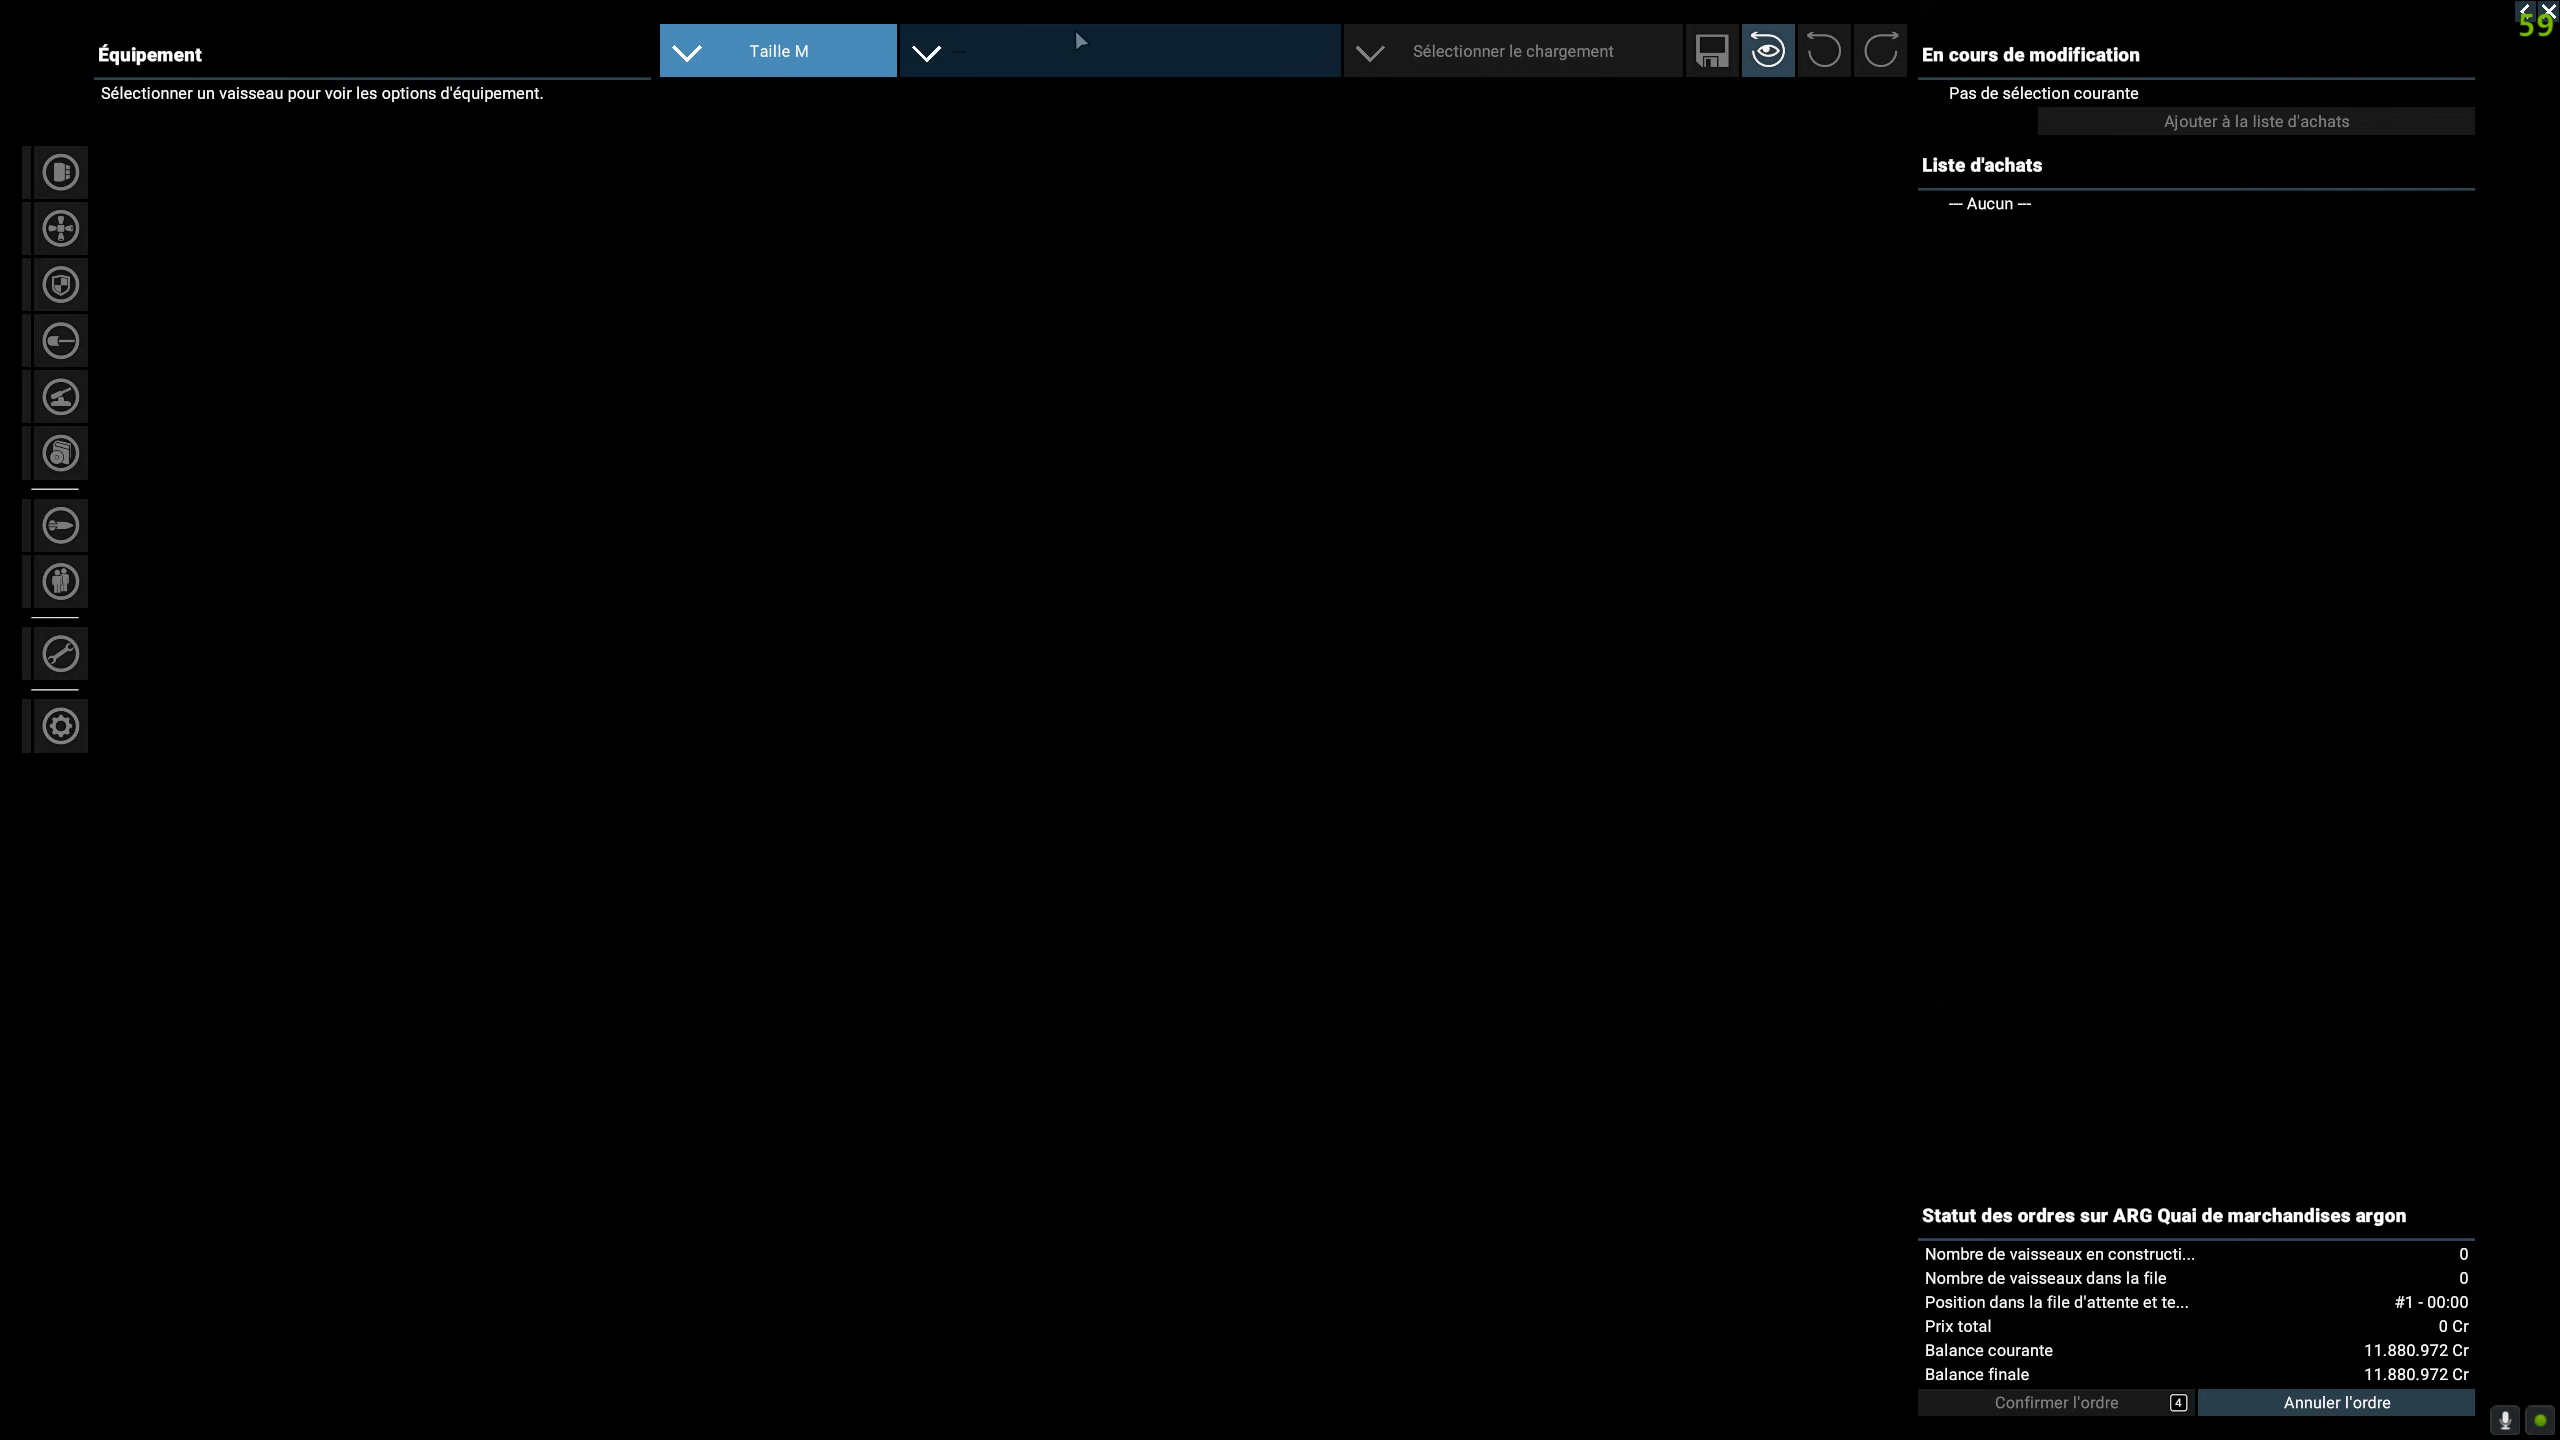 59
Équipement
Sélectionner un vaisseau pour voir les options d'équipement.
Taille M
---
Sélectionner le chargement
En cours de modification
Pas de sélection courante
Ajouter à la liste d'achats
Liste d'achats
--- Aucun ---
Statut des ordres sur ARG Quai de marchandises argon
Nombre de vaisseaux en constructi... 0
Nombre de vaisseaux dans la file 0
Position dans la file d'attente et te... #1 - 00:00
Prix total 0 Cr
Balance courante 11.880.972 Cr
Balance finale 11.880.972 Cr
Confirmer l'ordre 4 Annuler l'ordre